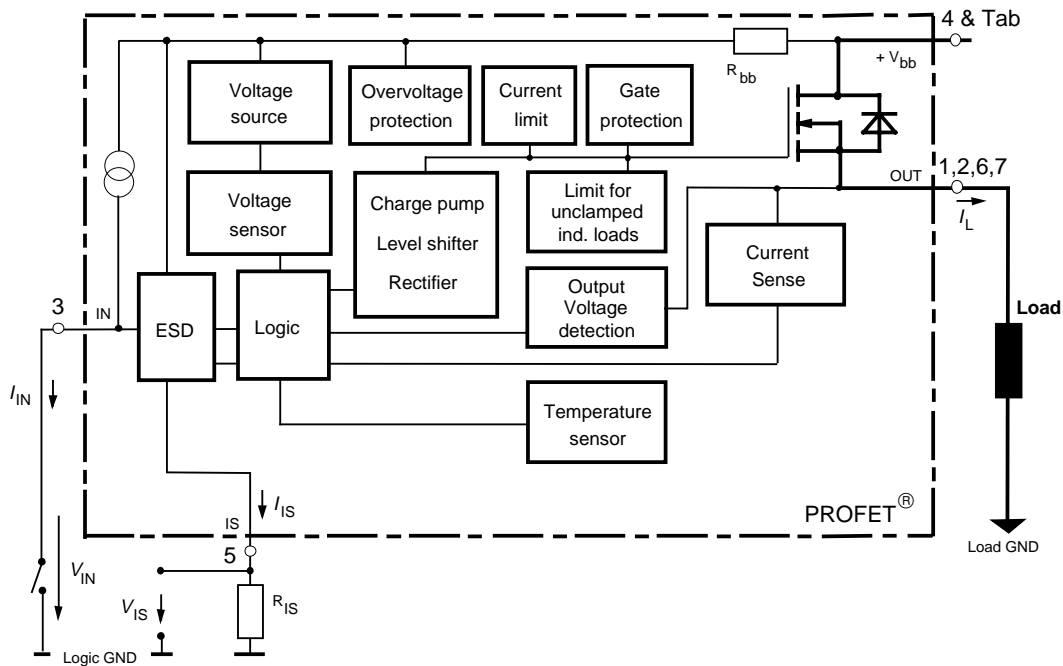 4 & Tab
R bb
+ V bb
Voltage source
Overvoltage protection
Current limit
Gate protection
OUT
1,2,6,7
I L
Voltage sensor
Charge pump
Level shifter
Rectifier
Limit for unclamped ind. loads
Current Sense
3
IN
ESD
Logic
Output Voltage detection
Load
I IN
Temperature sensor
I IS
IS
PROFET ®
Load GND
5
V IN
V IS
R IS
Logic GND